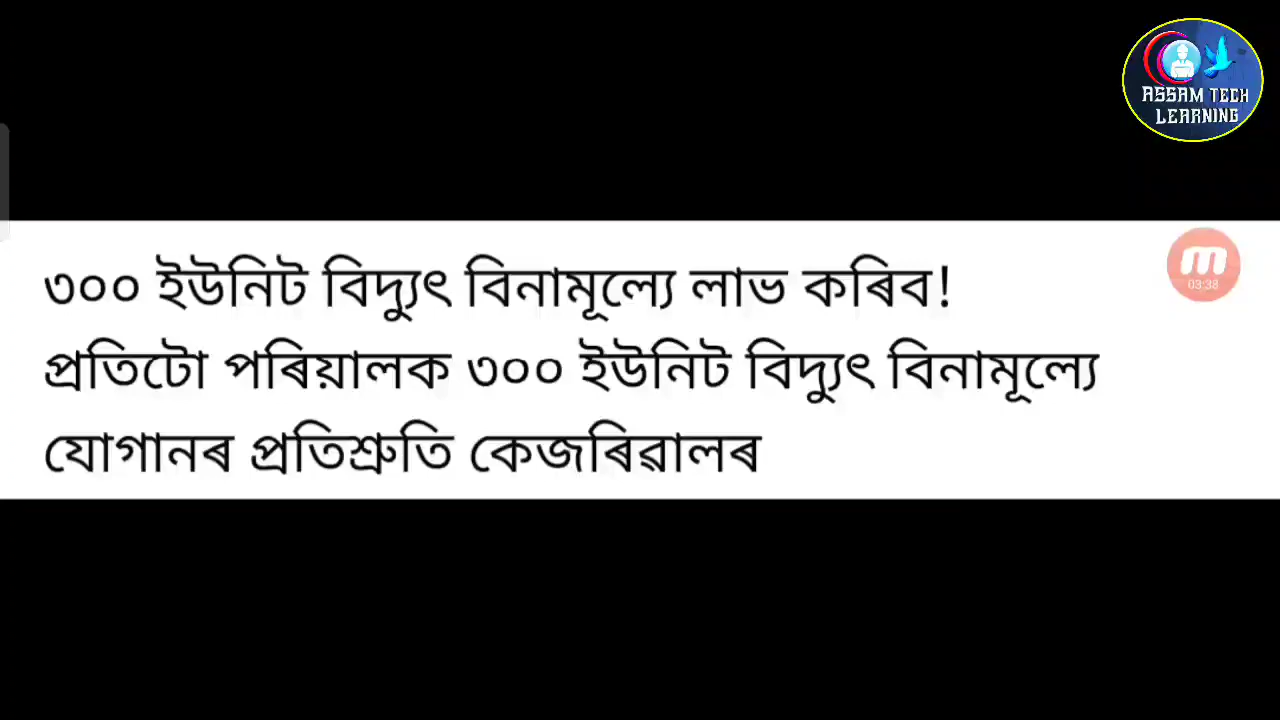 ASSAM TECH
LEARNING
03:38
৩০০ ইউনিট বিদ্যুৎ বিনামূল্যে লাভ কৰিব!
প্ৰতিটো পৰিয়ালক ৩০০ ইউনিট বিদ্যুৎ বিনামূল্যে
যোগানৰ প্ৰতিশ্ৰুতি কেজৰিৱালৰ